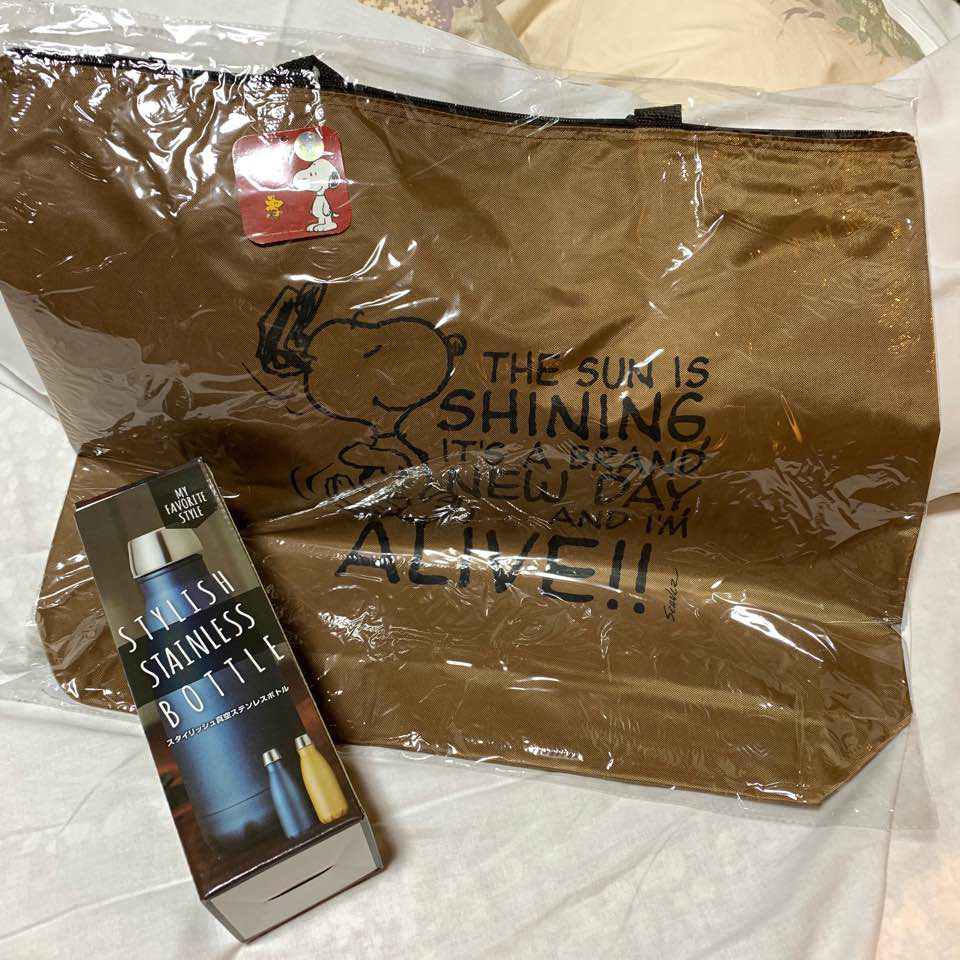 THE SUN IS
SHINING,
IT'S A BRAND
NEW DAY
AND I'M
ALIVE!!
SCHULZ
MY
FAVORITE
STYLE
STYLISH
STAINLESS
BOTTLE
スタイリッシュ真空ステンレスボトル